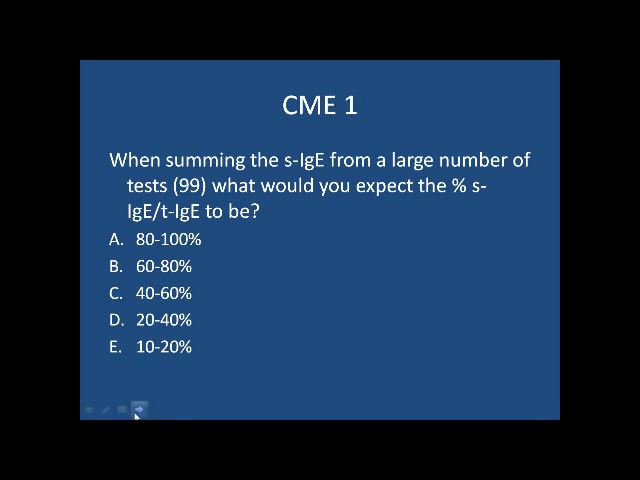 CME 1
When summing the s-IgE from a large number of
tests (99) what would you expect the % s-
IgE/t-IgE to be?
A. 80-100%
B. 60-80%
C. 40-60%
D. 20-40%
E. 10-20%